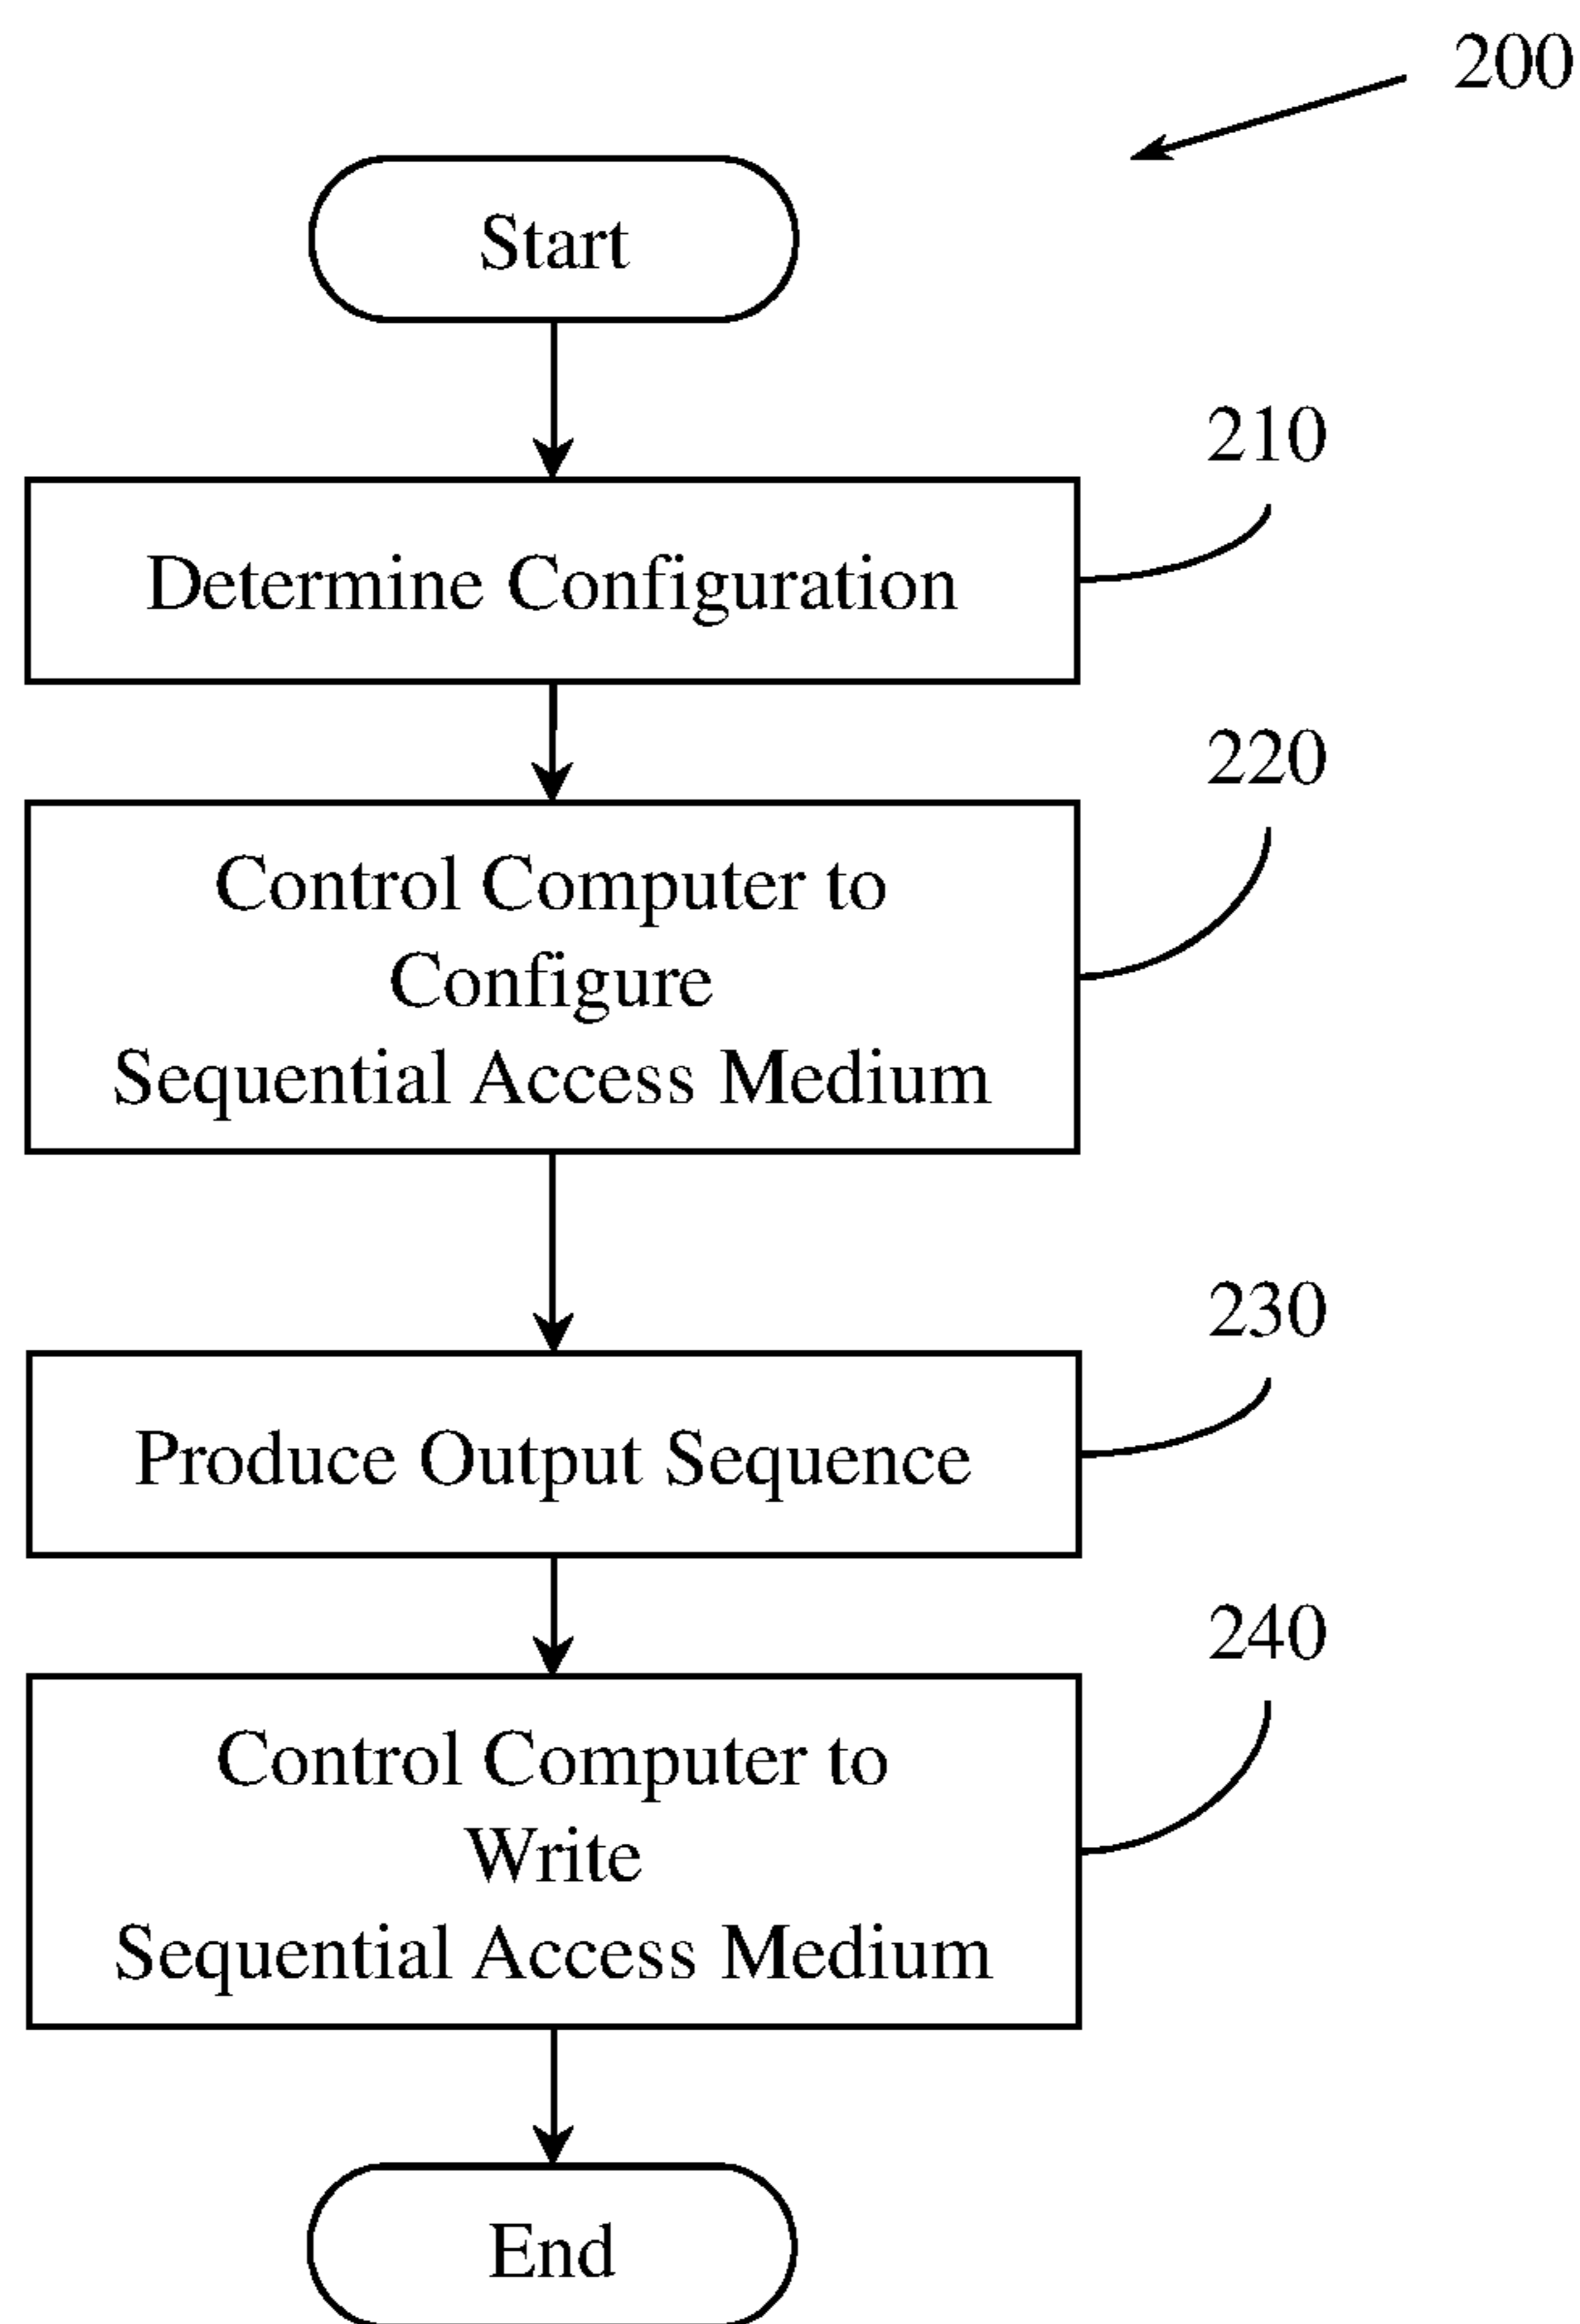 200
Start
210
Determine Configuration
220
Control Computer to
Configure
Sequential Access Medium
230
Produce Output Sequence
240
Control Computer to
Write
Sequential Access Medium
End